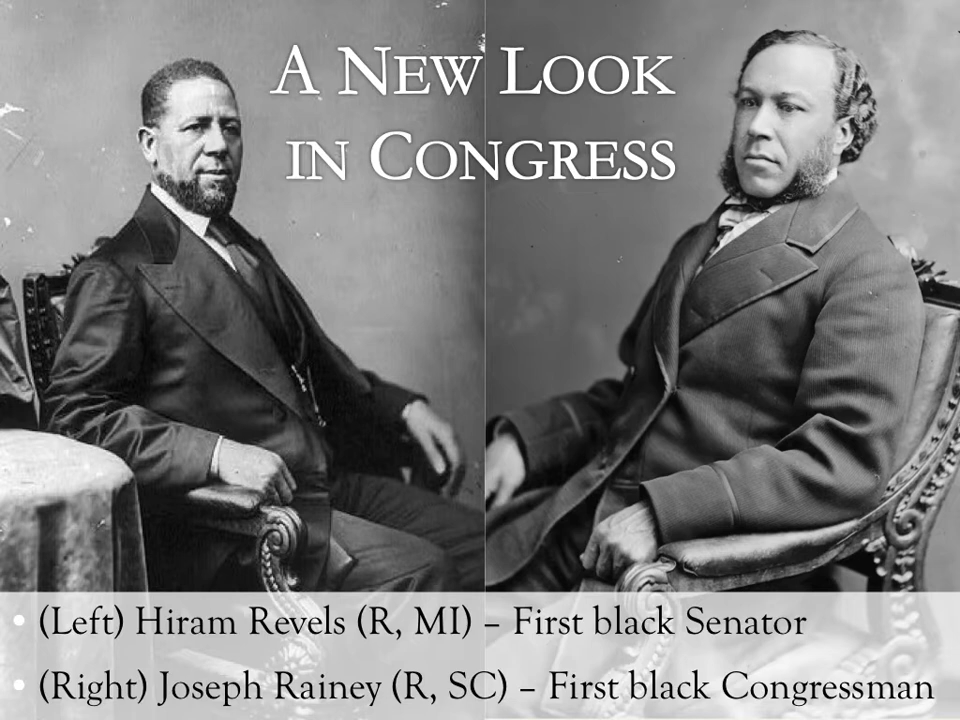 A NEW LOOK
IN CONGRESS
• (Left) Hiram Revels (R, MI) – First black Senator
• (Right) Joseph Rainey (R, SC) – First black Congressman